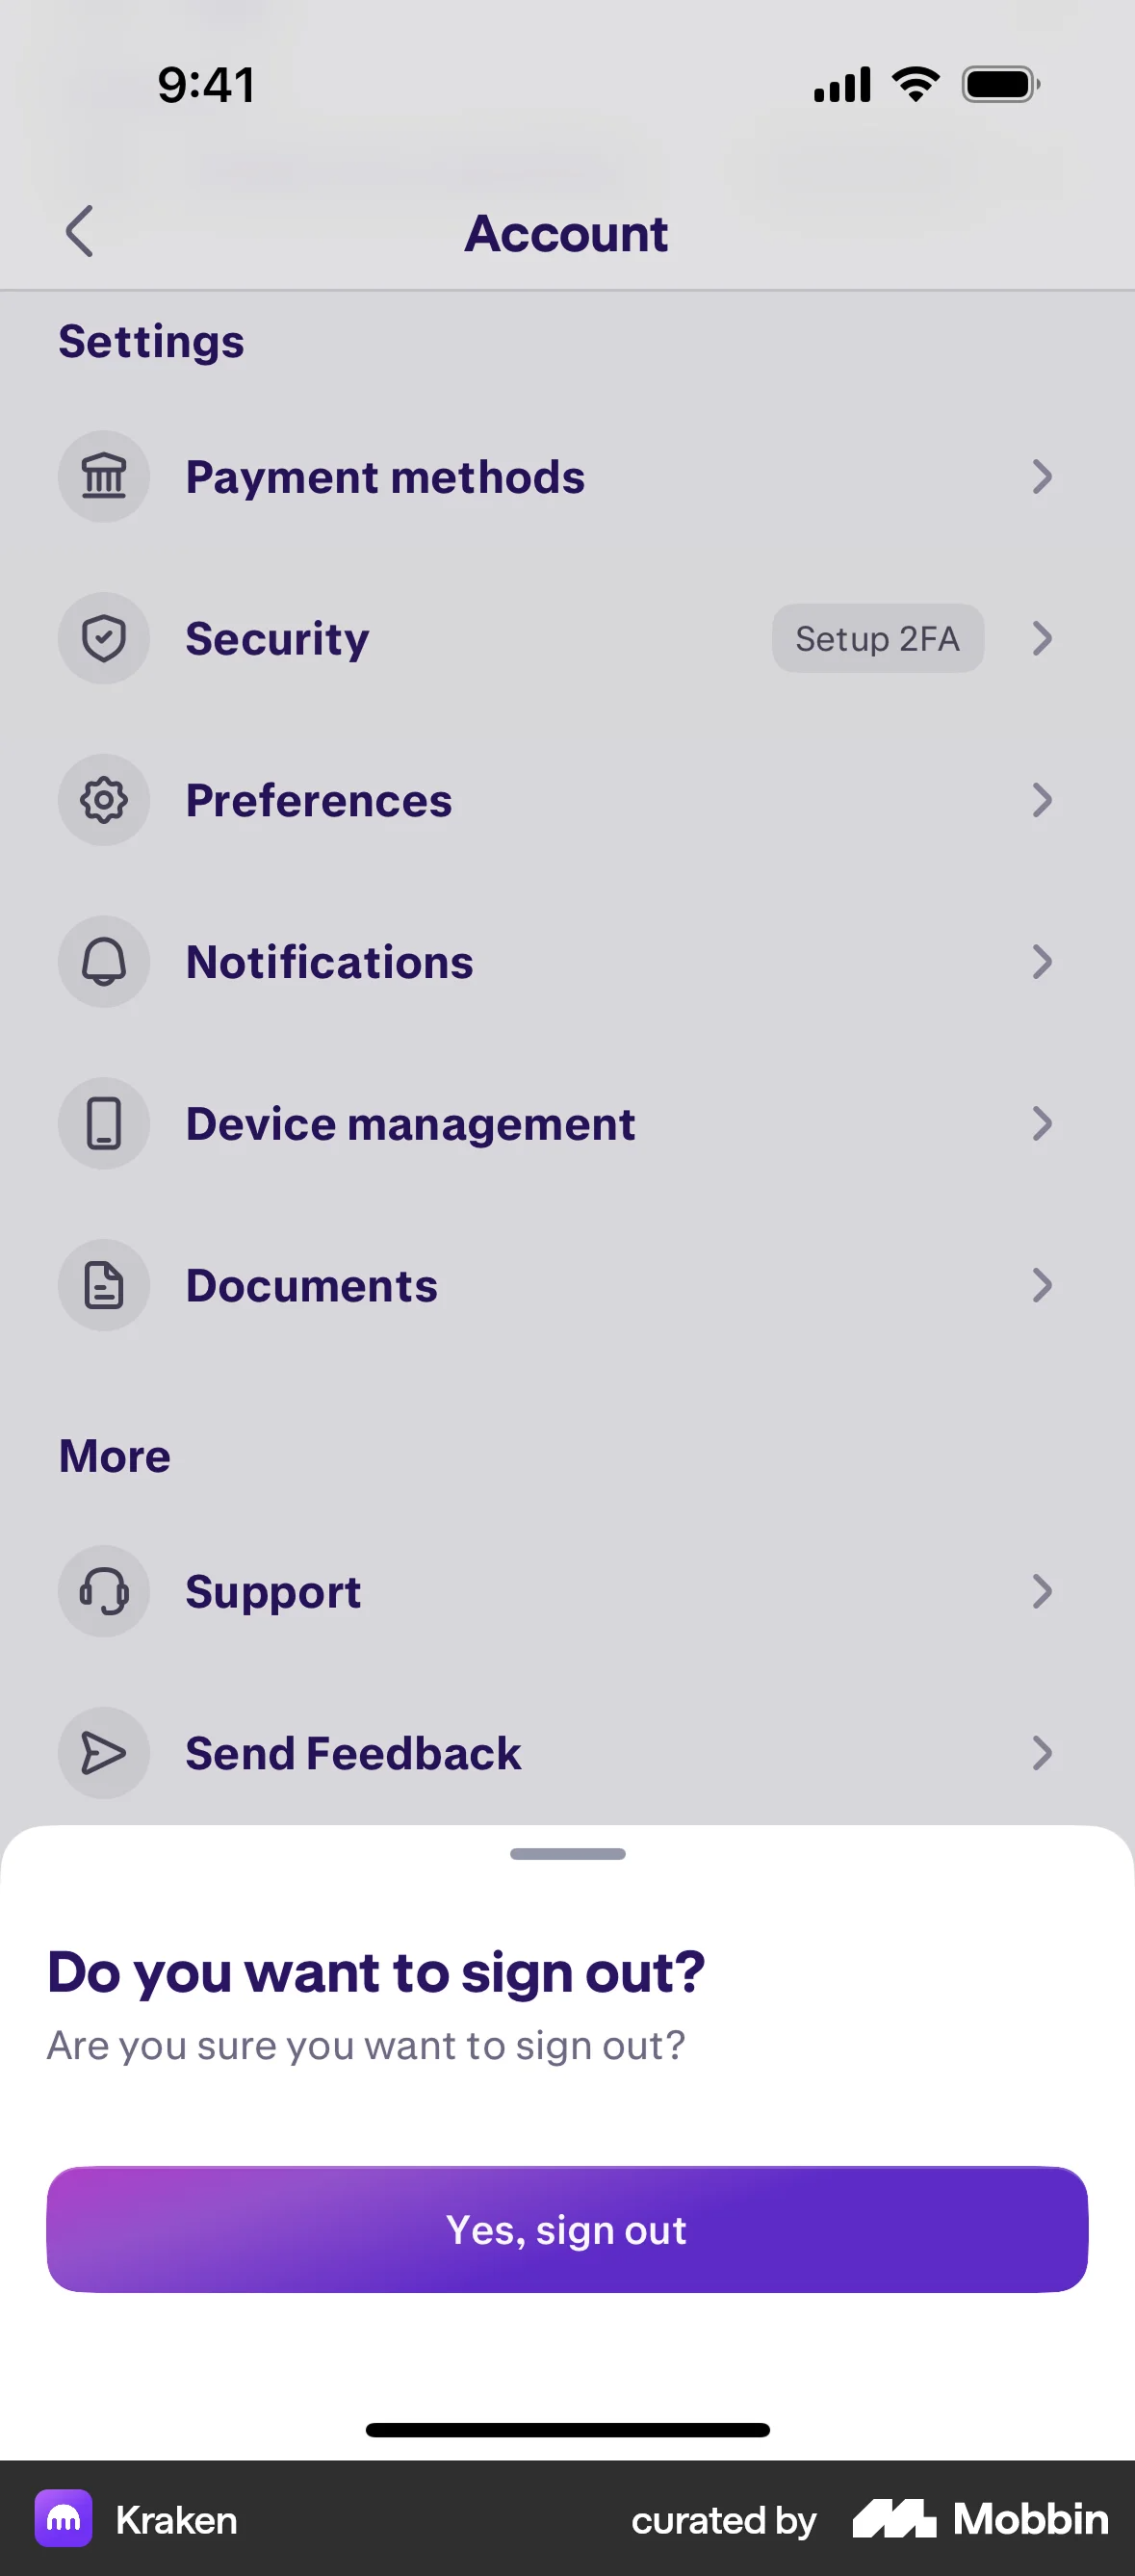 9:41
Account
Settings
Payment methods
Security
Setup 2FA
Preferences
Notifications
Device management
Documents
More
Support
Send Feedback
Do you want to sign out?
Are you sure you want to sign out?
Yes, sign out
Kraken
curated by Mobbin